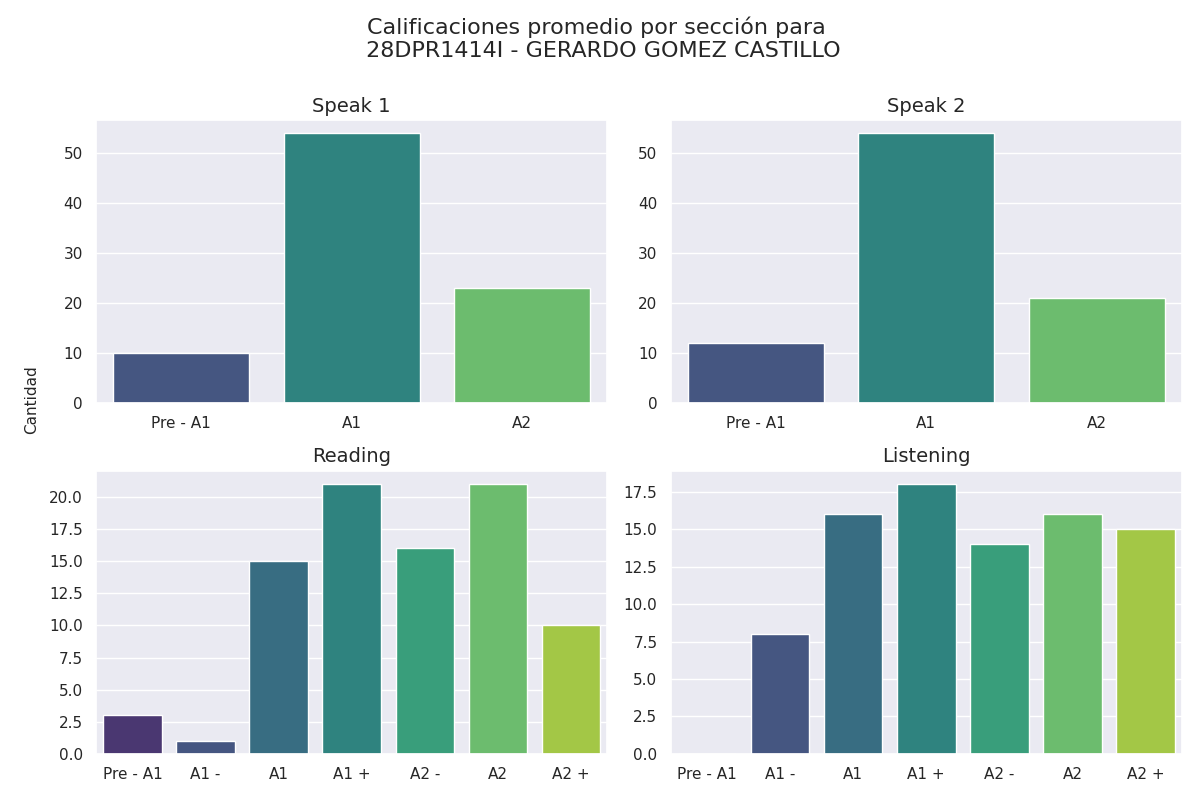 Calificaciones promedio por sección para
28DPR1414I - GERARDO GOMEZ CASTILLO
Speak 1
50
40
30
20
10
0
Pre - A1 A1 A2
Speak 2
50
40
30
20
10
0
Pre - A1 A1 A2
Cantidad
Reading
20.0
17.5
15.0
12.5
10.0
7.5
5.0
2.5
0.0
Pre - A1 A1 - A1 A1 + A2 - A2 A2 +
Listening
17.5
15.0
12.5
10.0
7.5
5.0
2.5
0.0
Pre - A1 A1 - A1 A1 + A2 - A2 A2 +